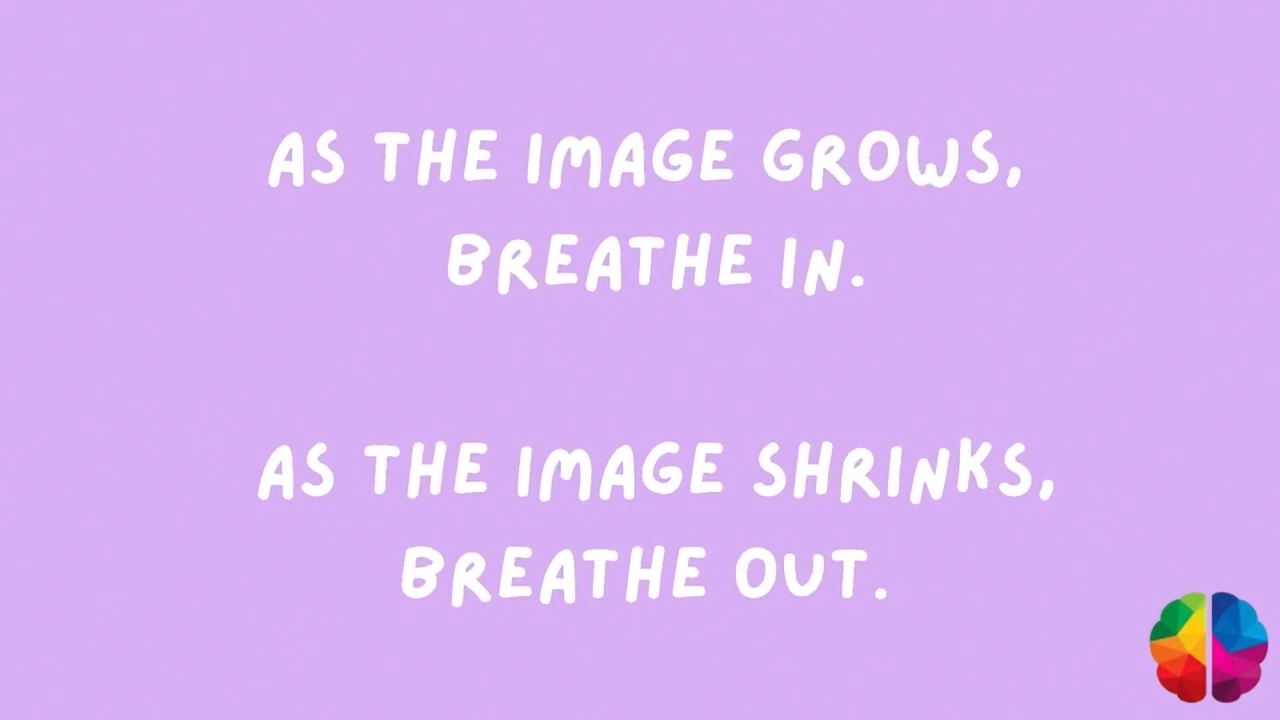 AS THE IMAGE GROWS,
BREATHE IN.
AS THE IMAGE SHRINKS,
BREATHE OUT.